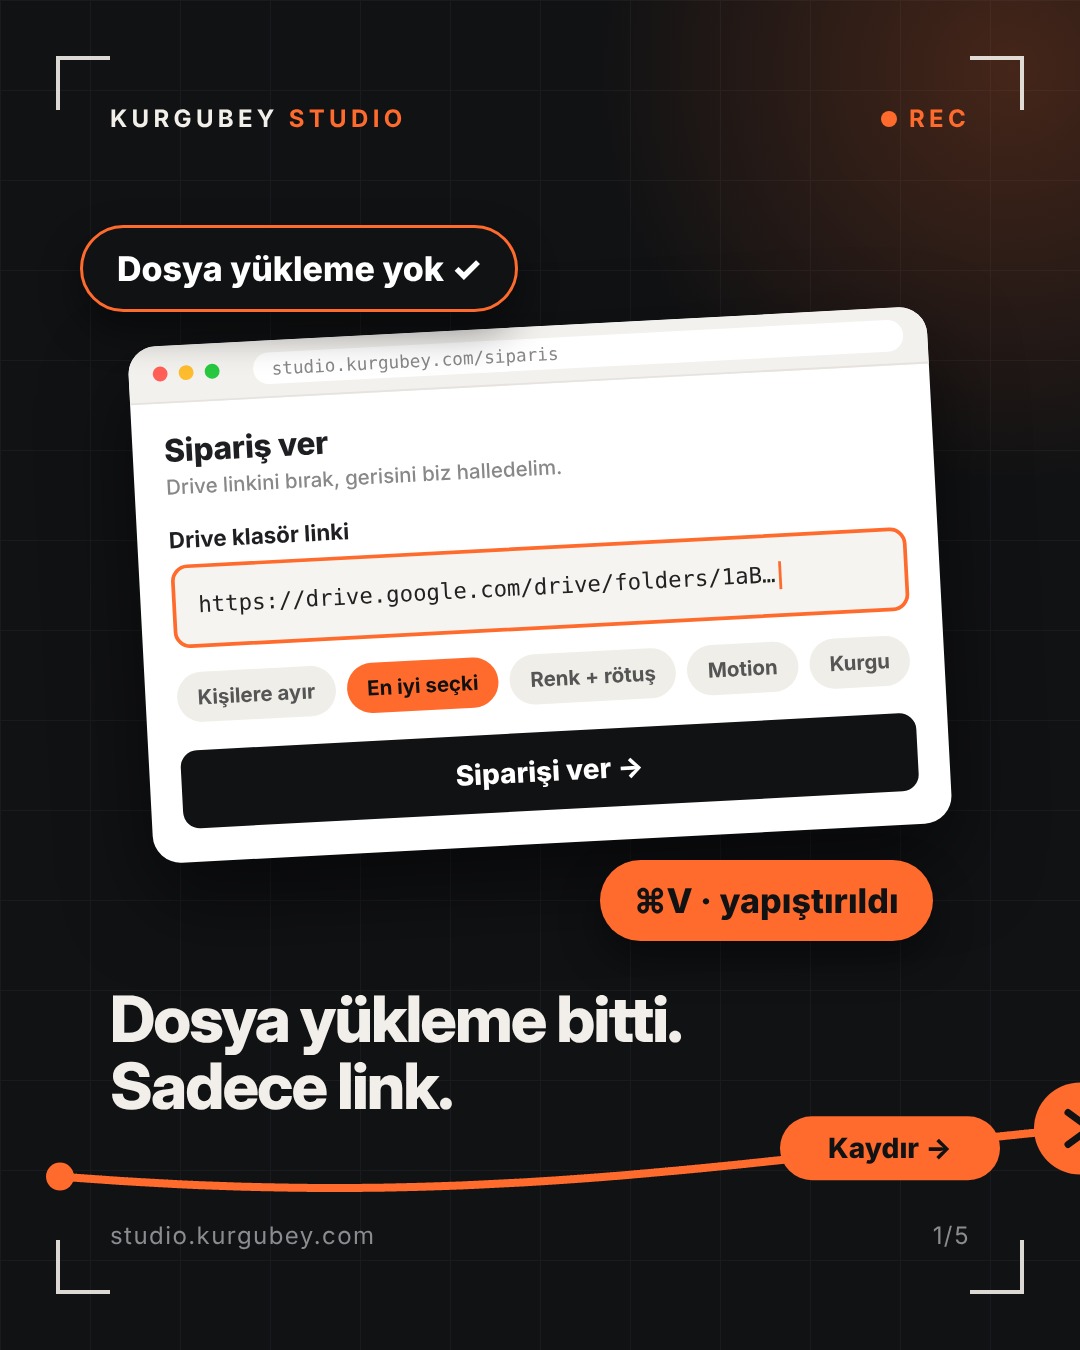 KURGUBEY STUDIO
REC
Dosya yükleme yok ✓
studio.kurgubey.com/siparis
Sipariş ver
Drive linkini bırak, gerisini biz halledelim.
Drive klasör linki
https://drive.google.com/drive/folders/1aB…
Kişilere ayır
En iyi seçki
Renk + rötuş
Motion
Kurgu
Siparişi ver →
⌘V · yapıştırıldı
Dosya yükleme bitti.
Sadece link.
Kaydır →
studio.kurgubey.com
1/5